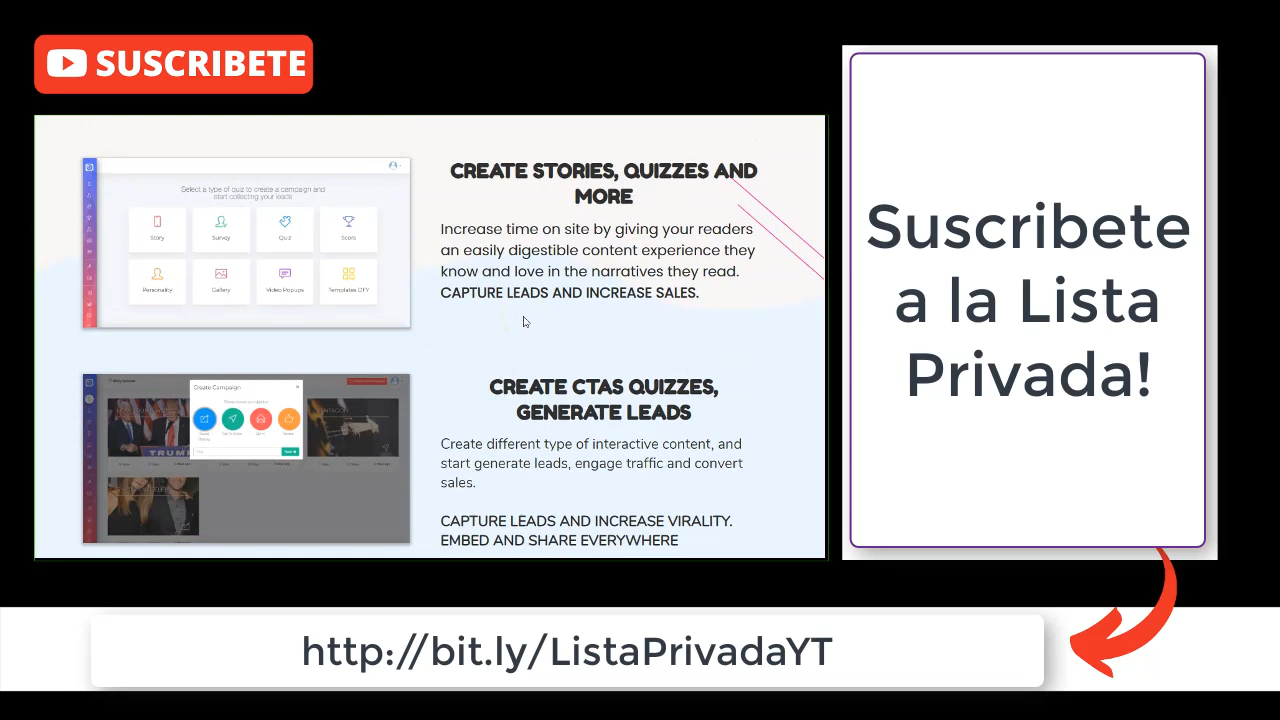 SUSCRIBETE
Select a type of quiz to create a campaign and
start collecting your leads
Story
Survey
Quiz
Score
Personality
Gallery
Video Popups
Templates DFY
CREATE STORIES, QUIZZES AND
MORE
Increase time on site by giving your readers
an easily digestible content experience they
know and love in the narratives they read.
CAPTURE LEADS AND INCREASE SALES.
Create Campaign
TRUMP
CREATE CTAS QUIZZES,
GENERATE LEADS
Create different type of interactive content, and
start generate leads, engage traffic and convert
sales.
CAPTURE LEADS AND INCREASE VIRALITY.
EMBED AND SHARE EVERYWHERE
Suscribete
a la Lista
Privada!
http://bit.ly/ListaPrivadaYT